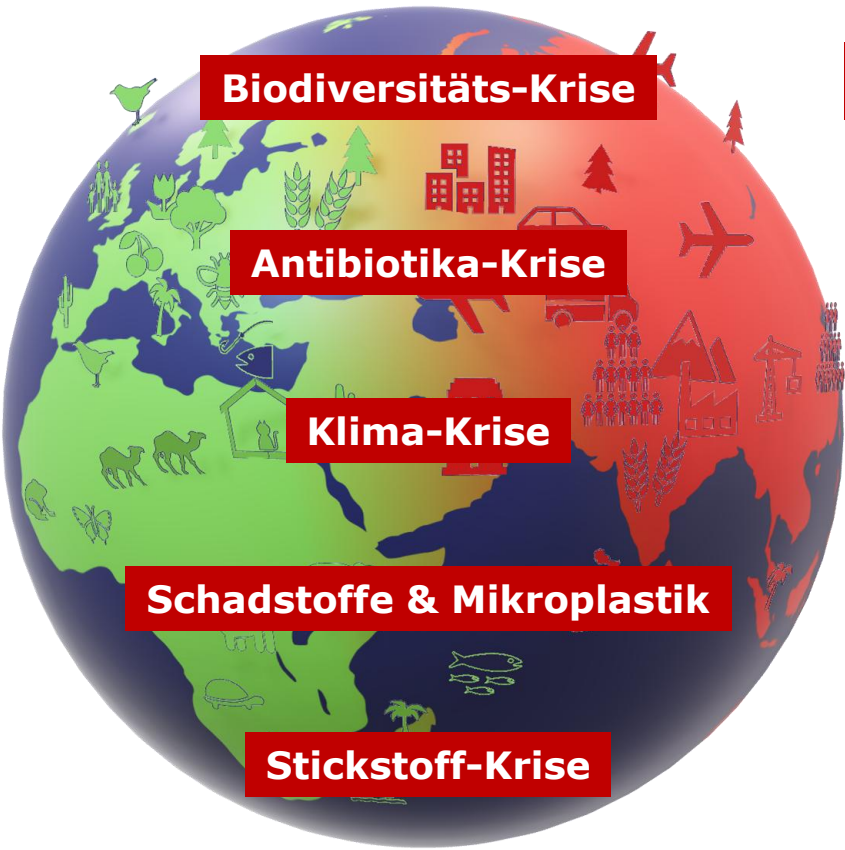 Biodiversitäts-Krise
Antibiotika-Krise
Klima-Krise
Schadstoffe & Mikroplastik
Stickstoff-Krise